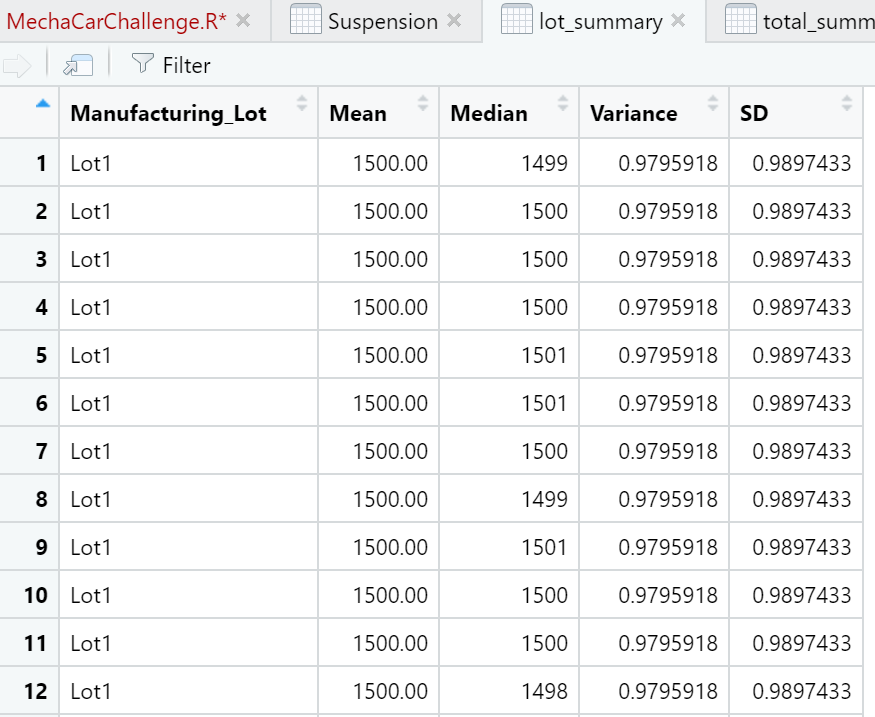 MechaCarChallenge.R* Suspension lot_summary total_summ
Filter
Manufacturing_Lot Mean Median Variance SD
1 Lot1 1500.00 1499 0.9795918 0.9897433
2 Lot1 1500.00 1500 0.9795918 0.9897433
3 Lot1 1500.00 1500 0.9795918 0.9897433
4 Lot1 1500.00 1500 0.9795918 0.9897433
5 Lot1 1500.00 1501 0.9795918 0.9897433
6 Lot1 1500.00 1501 0.9795918 0.9897433
7 Lot1 1500.00 1500 0.9795918 0.9897433
8 Lot1 1500.00 1499 0.9795918 0.9897433
9 Lot1 1500.00 1501 0.9795918 0.9897433
10 Lot1 1500.00 1500 0.9795918 0.9897433
11 Lot1 1500.00 1500 0.9795918 0.9897433
12 Lot1 1500.00 1498 0.9795918 0.9897433